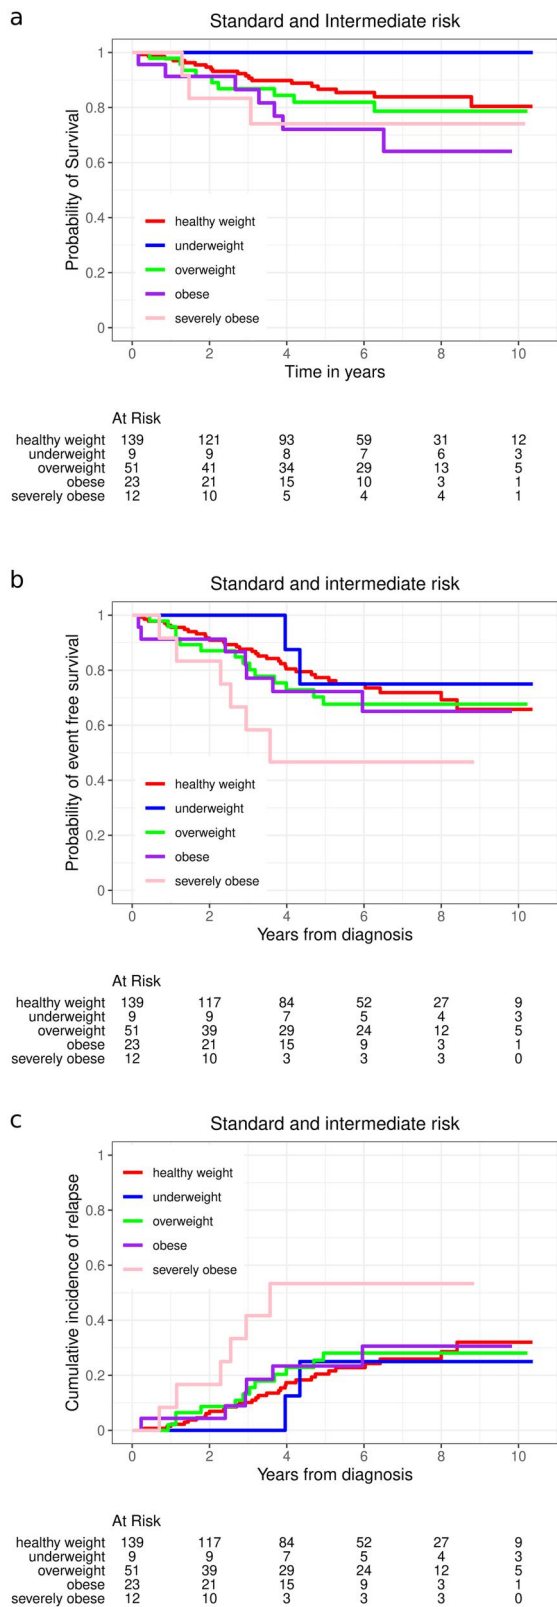 a
Standard and Intermediate risk
Probability of Survival
1
0.8
0.6
0.4
0.2
0
healthy weight
underweight
overweight
obese
severely obese
0 2 4 6 8 10
Time in years
At Risk
healthy weight 139 121 93 59 31 12
underweight 9 9 8 7 6 3
overweight 51 41 34 29 13 5
obese 23 21 15 10 3 1
severely obese 12 10 5 4 4 1
b
Standard and intermediate risk
Probability of event free survival
1
0.8
0.6
0.4
0.2
0
healthy weight
underweight
overweight
obese
severely obese
0 2 4 6 8 10
Years from diagnosis
At Risk
healthy weight 139 117 84 52 27 9
underweight 9 9 7 5 4 3
overweight 51 39 29 24 12 5
obese 23 21 15 9 3 1
severely obese 12 10 3 3 3 0
c
Standard and intermediate risk
Cumulative incidence of relapse
1
0.8
0.6
0.4
0.2
0
healthy weight
underweight
overweight
obese
severely obese
0 2 4 6 8 10
Years from diagnosis
At Risk
healthy weight 139 117 84 52 27 9
underweight 9 9 7 5 4 3
overweight 51 39 29 24 12 5
obese 23 21 15 9 3 1
severely obese 12 10 3 3 3 0